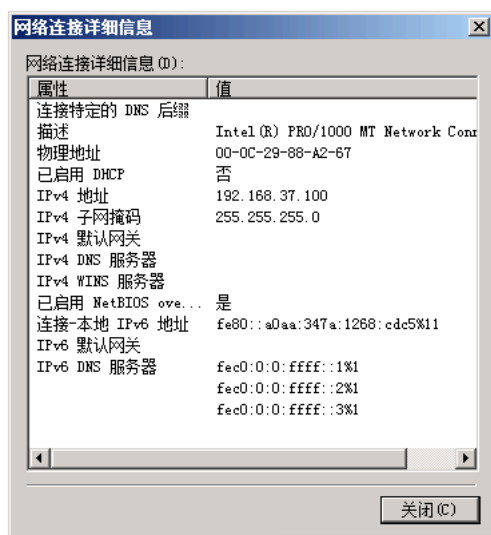 网络连接详细信息
网络连接详细信息(D):
属性 值
连接特定的 DNS 后缀
描述 Intel(R) PRO/1000 MT Network Conn
物理地址 00-0C-29-88-A2-67
已启用 DHCP 否
IPv4 地址 192.168.37.100
IPv4 子网掩码 255.255.255.0
IPv4 默认网关
IPv4 DNS 服务器
IPv4 WINS 服务器
已启用 NetBIOS ove... 是
连接-本地 IPv6 地址 fe80::a0aa:347a:1268:cdc5%11
IPv6 默认网关
IPv6 DNS 服务器 fec0:0:0:ffff::1%1
fec0:0:0:ffff::2%1
fec0:0:0:ffff::3%1
关闭(C)